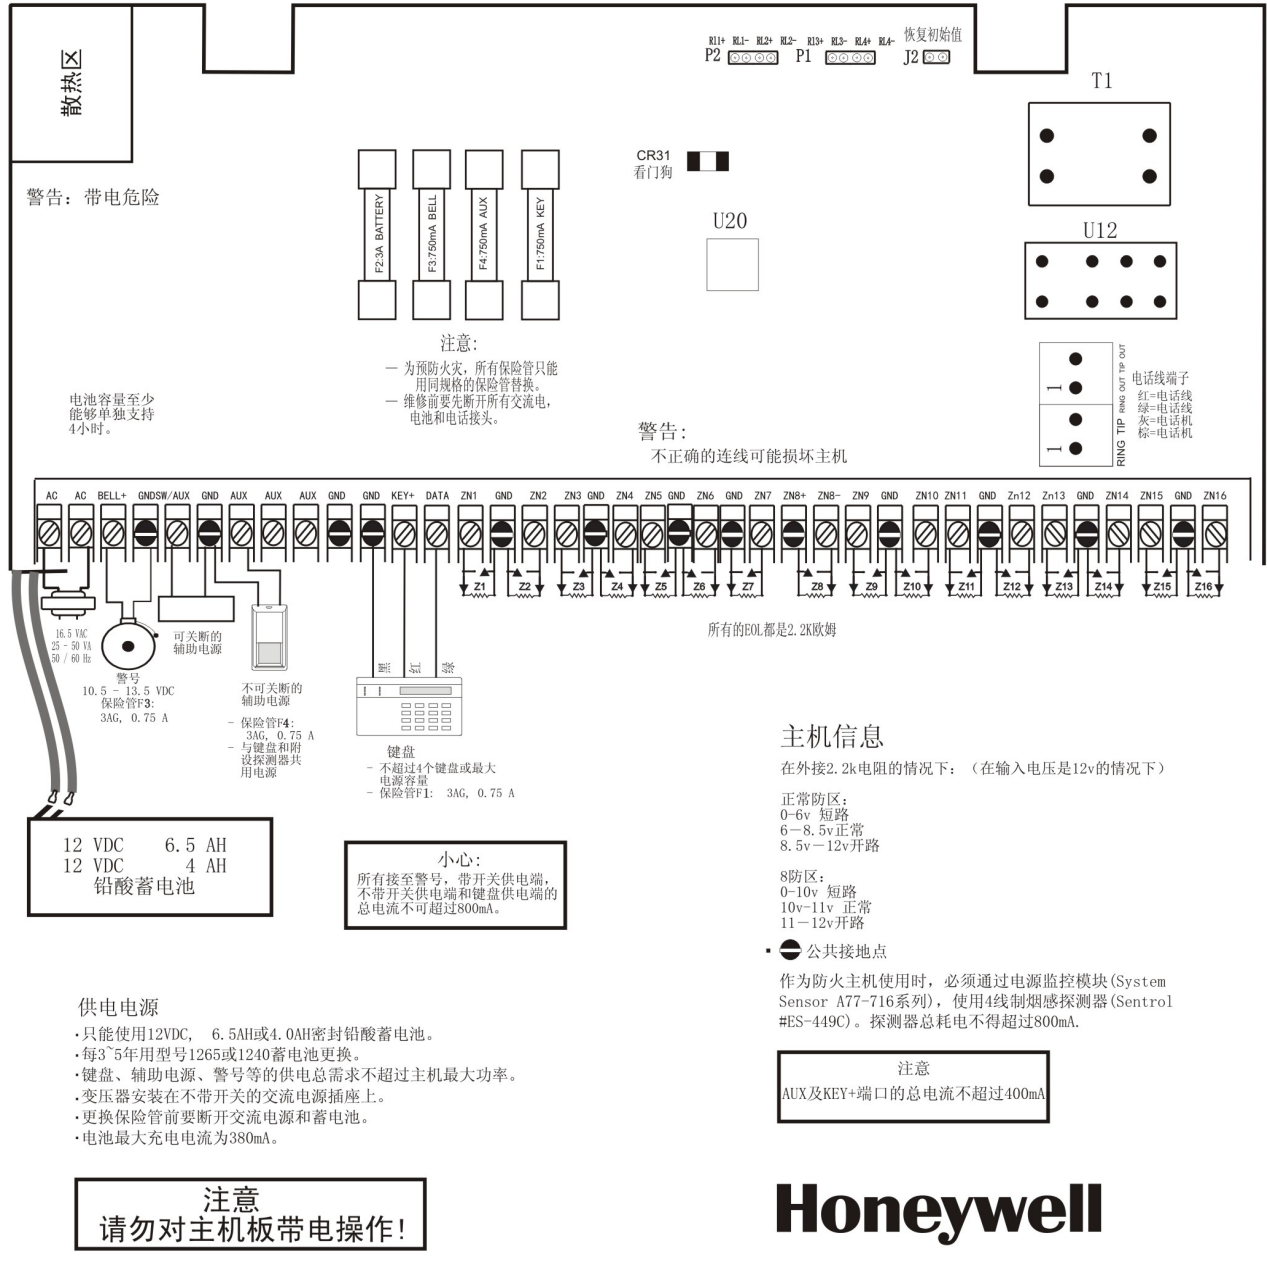 散热区
R11+ RL1- RL2+ RL2- R13+ RL3- RL4+ RL4-
恢复初始值
P2 P1 J2
T1
CR31
看门狗
警告: 带电危险
F2:3A BATTERY
F3:750mA BELL
F4:750mA AUX
F1:750mA KEY
U20
U12
注意:
— 为预防火灾, 所有保险管只能
用同规格的保险管替换。
— 维修前要先断开所有交流电,
电池和电话接头。
1
1
RING TIP RING OUT TIP OUT
电话线端子
红=电话线
绿=电话线
灰=电话机
棕=电话机
电池容量至少
能够单独支持
4小时。
警告:
不正确的连线可能损坏主机
AC AC BELL+ GNDSW/AUX GND AUX AUX AUX GND GND KEY+ DATA ZN1 GND ZN2 ZN3 GND ZN4 ZN5 GND ZN6 GND ZN7 ZN8+ ZN8- ZN9 GND ZN10 ZN11 GND Zn12 Zn13 GND ZN14 ZN15 GND ZN16
Z1 Z2 Z3 Z4 Z5 Z6 Z7 Z8 Z9 Z10 Z11 Z12 Z13 Z14 Z15 Z16
所有的EOL都是2.2K欧姆
16.5 VAC
25 - 50 VA
50 / 60 Hz
警号
10.5 - 13.5 VDC
保险管F3:
3AG, 0.75 A
可关断的
辅助电源
不可关断的
辅助电源
- 保险管F4:
3AG, 0.75 A
- 与键盘和附
设探测器共
用电源
黑 红 绿
键盘
- 不超过4个键盘或最大
电源容量
- 保险管F1: 3AG, 0.75 A
12 VDC 6.5 AH
12 VDC 4 AH
铅酸蓄电池
小心:
所有接至警号, 带开关供电端,
不带开关供电端和键盘供电端的
总电流不可超过800mA。
主机信息
在外接2.2k电阻的情况下: (在输入电压是12v的情况下)
正常防区:
0-6v 短路
6－8.5v正常
8.5v－12v开路
8防区:
0-10v 短路
10v-11v 正常
11－12v开路
公共接地点
作为防火主机使用时, 必须通过电源监控模块(System
Sensor A77-716系列), 使用4线制烟感探测器(Sentrol
#ES-449C)。探测器总耗电不得超过800mA.
注意
AUX及KEY+端口的总电流不超过400mA
供电电源
·只能使用12VDC, 6.5AH或4.0AH密封铅酸蓄电池。
·每3~5年用型号1265或1240蓄电池更换。
·键盘、辅助电源、警号等的供电总需求不超过主机最大功率。
·变压器安装在不带开关的交流电源插座上。
·更换保险管前要断开交流电源和蓄电池。
·电池最大充电电流为380mA。
注意
请勿对主机板带电操作!
Honeywell